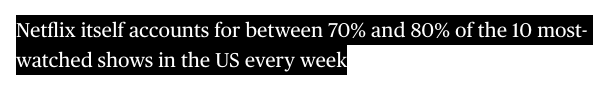 Netflix itself accounts for between 70% and 80% of the 10 most-
watched shows in the US every week